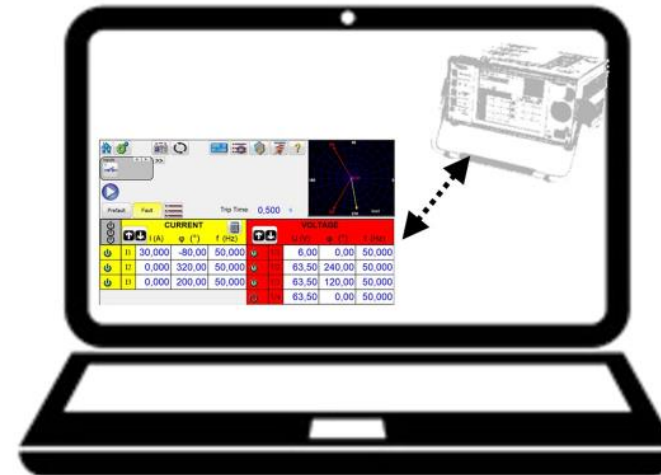 >>
Prefault Fault Trip Time 0,500 s
CURRENT VOLTAGE
I (A) φ (°) f (Hz) U (V) φ (°) f (Hz)
I1 30,000 -80,00 50,000 6,00 0,00 50,000
I2 0,000 320,00 50,000 63,50 240,00 50,000
I3 0,000 200,00 50,000 63,50 120,00 50,000
63,50 0,00 50,000